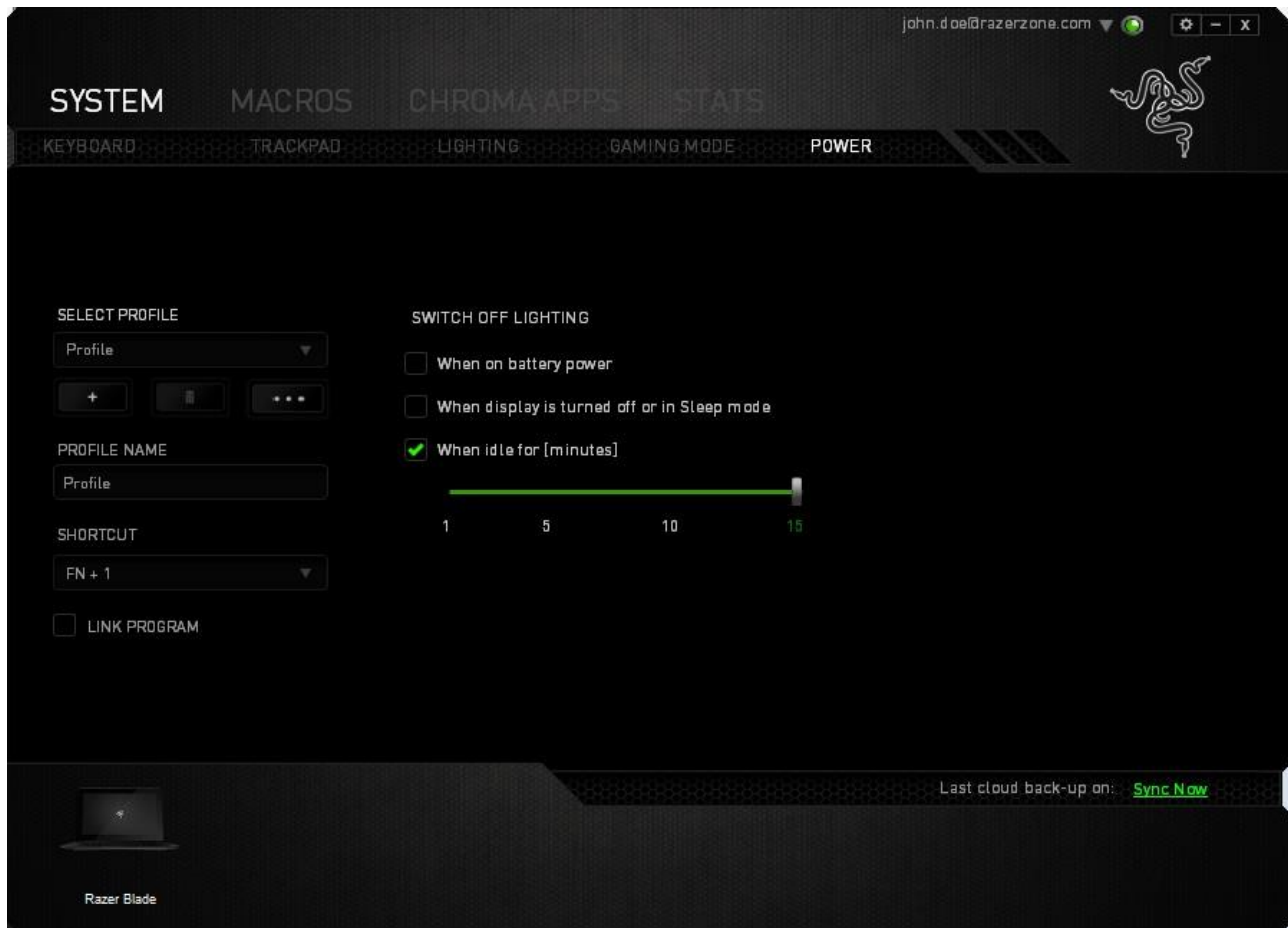 john.doe@razerzone.com
SYSTEM MACROS CHROMA APPS STATS
KEYBOARD TRACKPAD LIGHTING GAMING MODE POWER
SELECT PROFILE
Profile
PROFILE NAME
Profile
SHORTCUT
FN + 1
LINK PROGRAM
SWITCH OFF LIGHTING
When on battery power
When display is turned off or in Sleep mode
When idle for [minutes]
1 5 10 15
Last cloud back-up on: Sync Now
Razer Blade